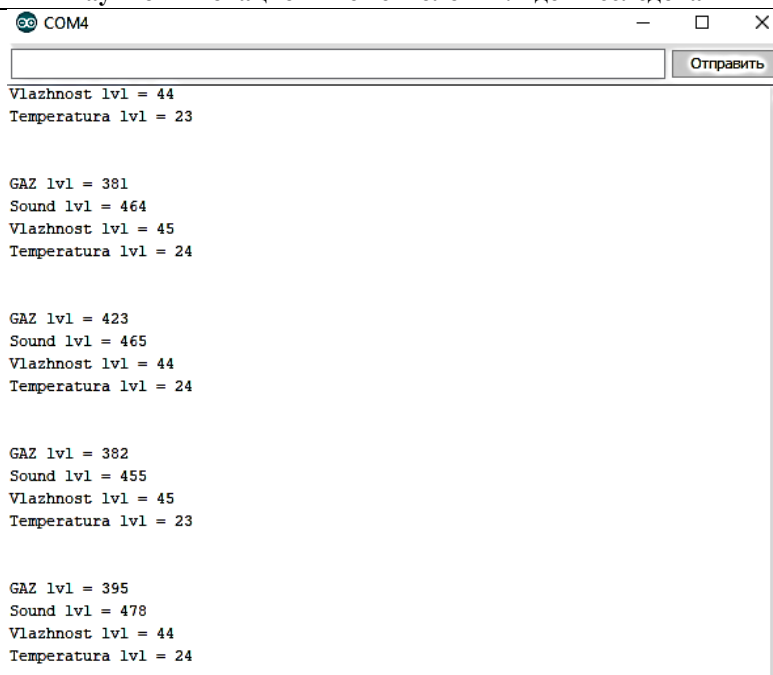 COM4
Отправить
Vlazhnost lvl = 44
Temperatura lvl = 23
GAZ lvl = 381
Sound lvl = 464
Vlazhnost lvl = 45
Temperatura lvl = 24
GAZ lvl = 423
Sound lvl = 465
Vlazhnost lvl = 44
Temperatura lvl = 24
GAZ lvl = 382
Sound lvl = 455
Vlazhnost lvl = 45
Temperatura lvl = 23
GAZ lvl = 395
Sound lvl = 478
Vlazhnost lvl = 44
Temperatura lvl = 24